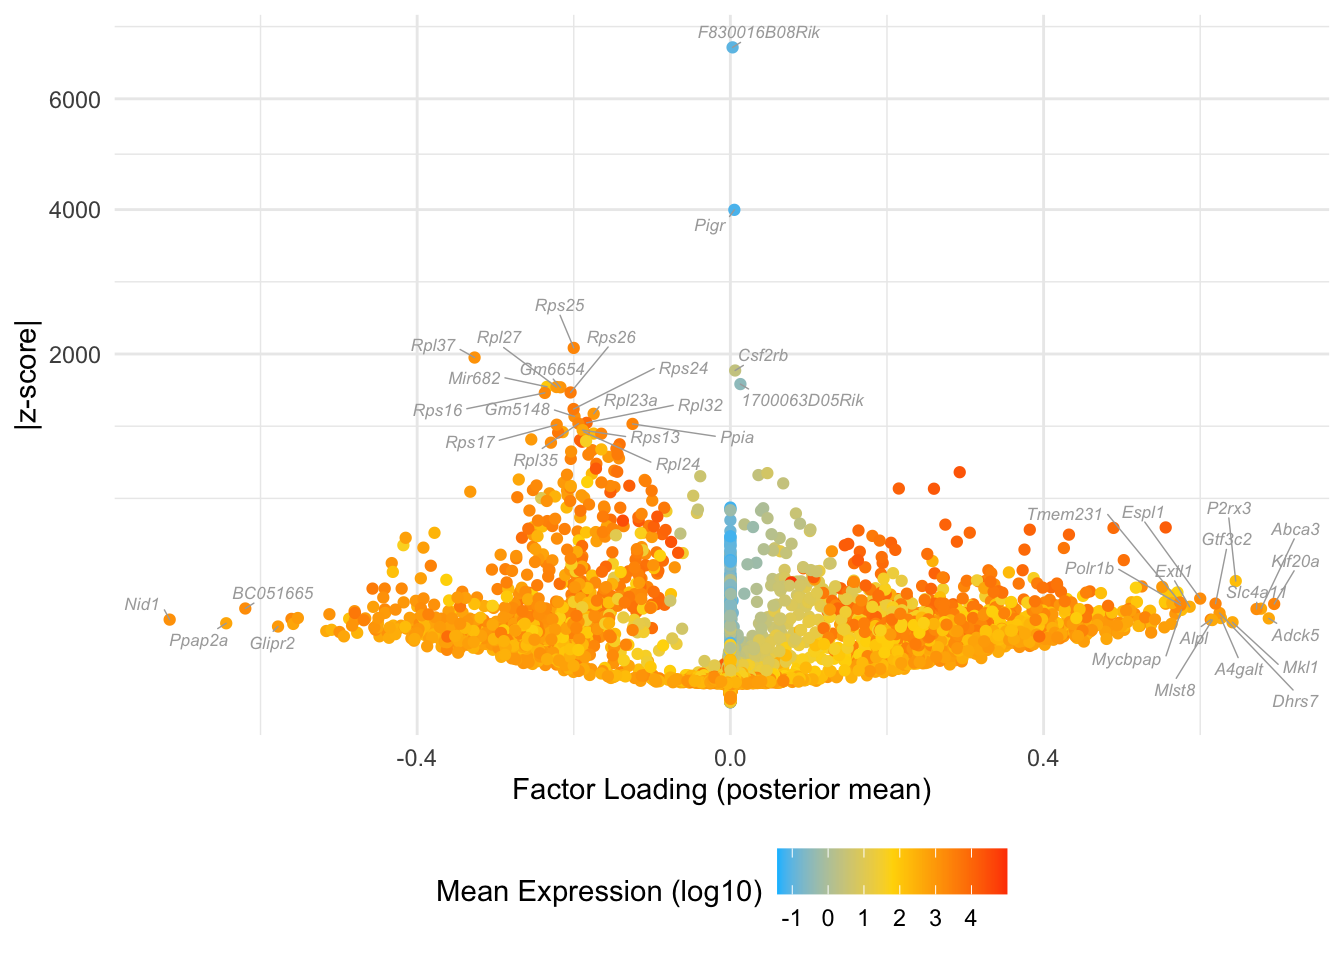 F830016B08Rik
6000
4000
Pigr
Rps25
Rpl37
Rpl27
Rps26
2000
Csf2rb
Mir682
Gm6654
Rps24
1700063D05Rik
Rps16
Gm5148
Rpl23a
Rpl32
Rps17
Rps13
Ppia
Rpl35
Rpl24
|z-score|
Tmem231
Espl1
P2rx3
Gtf3c2
Abca3
Polr1b
Extl1
Kif20a
Slc4a11
Nid1
BC051665
Ppap2a
Glipr2
Alpl
Adck5
Mycbpap
A4galt
Mkl1
Mlst8
Dhrs7
-0.4
0.0
0.4
Factor Loading (posterior mean)
Mean Expression (log10)
-1 0 1 2 3 4